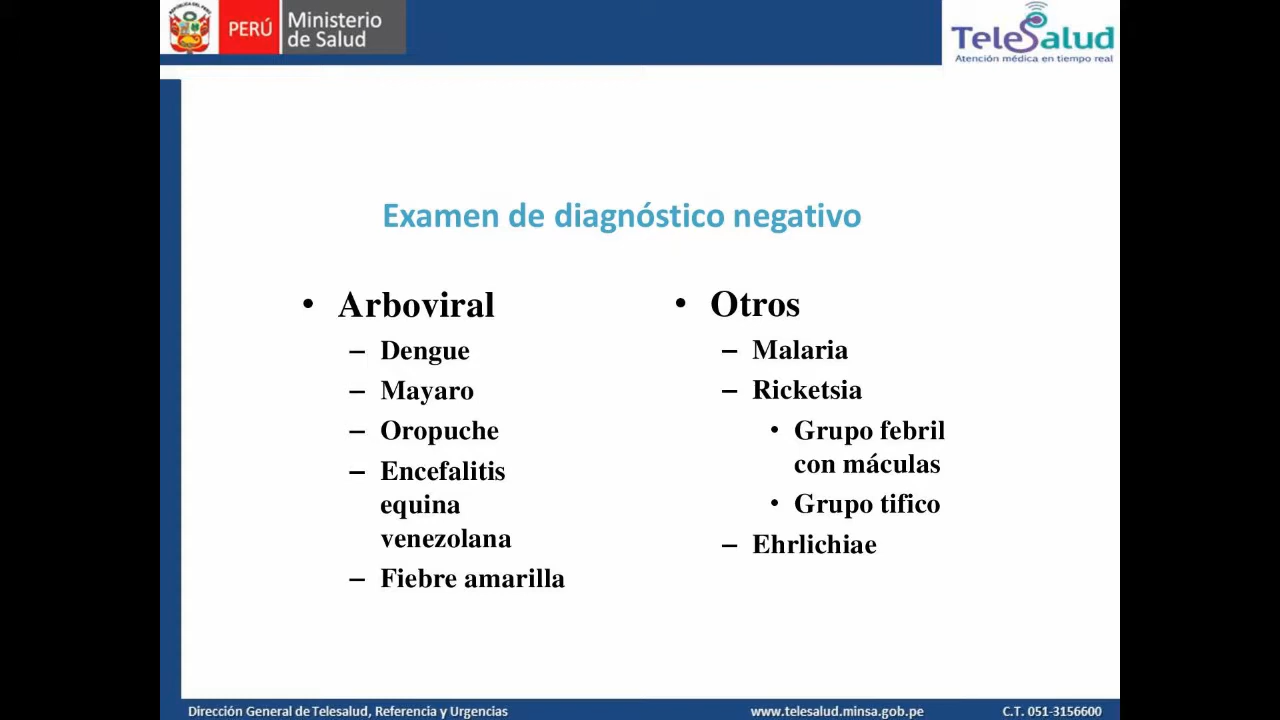 PERÚ
Ministerio
de Salud
TeleSalud
Atención médica en tiempo real
Examen de diagnóstico negativo
• Arboviral
– Dengue
– Mayaro
– Oropuche
– Encefalitis
equina
venezolana
– Fiebre amarilla
• Otros
– Malaria
– Ricketsia
• Grupo febril
con máculas
• Grupo tifico
– Ehrlichiae
Dirección General de Telesalud, Referencia y Urgencias
www.telesalud.minsa.gob.pe
C.T. 051-3156600